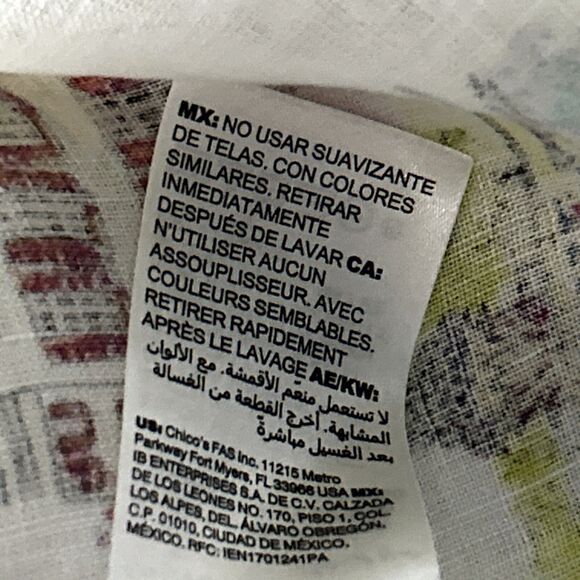 MX: NO USAR SUAVIZANTE
DE TELAS. CON COLORES
SIMILARES. RETIRAR
INMEDIATAMENTE
DESPUÉS DE LAVAR CA:
N'UTILISER AUCUN
ASSOUPLISSEUR. AVEC
COULEURS SEMBLABLES.
RETIRER RAPIDEMENT
APRÈS LE LAVAGE AE/KW:
لا تستعمل منعّم الأقمشة. مع الألوان
المشابهة. أخرج القطعة من الغسالة
بعد الغسيل مباشرةً
US: Chico's FAS Inc. 11215 Metro
Parkway Fort Myers, FL 33966 USA MX:
IB ENTERPRISES S.A. DE C.V. CALZADA
DE LOS LEONES NO. 170, PISO 1, COL.
LOS ALPES, DEL. ÁLVARO OBREGÓN,
C.P. 01010, CIUDAD DE MÉXICO,
MÉXICO. RFC: IEN1701241PA